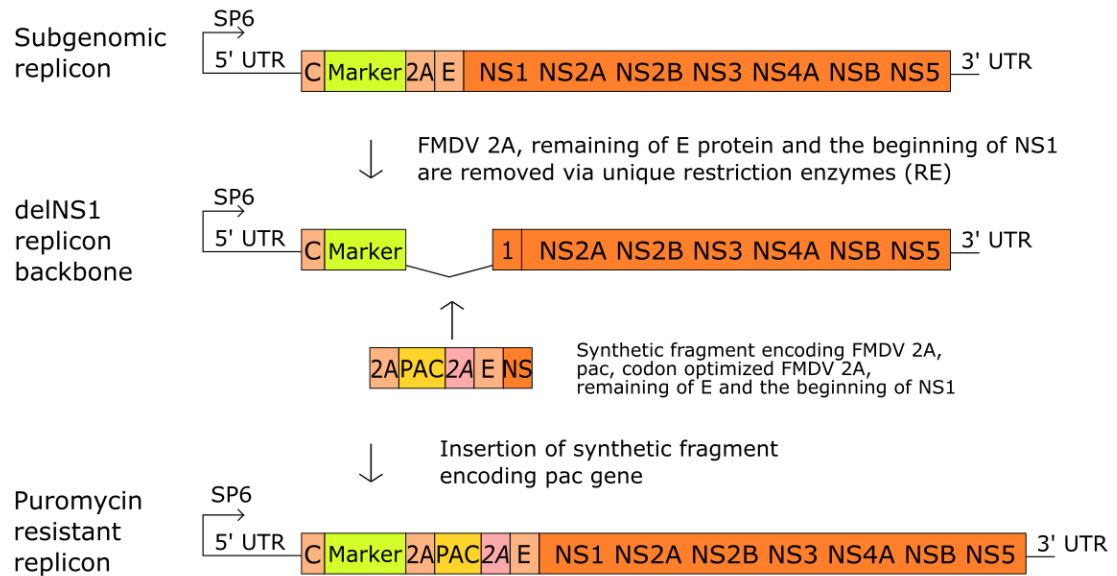 SP6
Subgenomic
replicon
5' UTR
C Marker 2A E NS1 NS2A NS2B NS3 NS4A NSB NS5
3' UTR
FMDV 2A, remaining of E protein and the beginning of NS1
are removed via unique restriction enzymes (RE)
SP6
delNS1
replicon
backbone
5' UTR
C Marker 1 NS2A NS2B NS3 NS4A NSB NS5
3' UTR
2A PAC 2A E NS
Synthetic fragment encoding FMDV 2A,
pac, codon optimized FMDV 2A,
remaining of E and the beginning of NS1
Insertion of synthetic fragment
encoding pac gene
SP6
Puromycin
resistant
replicon
5' UTR
C Marker 2A PAC 2A E NS1 NS2A NS2B NS3 NS4A NSB NS5
3' UTR